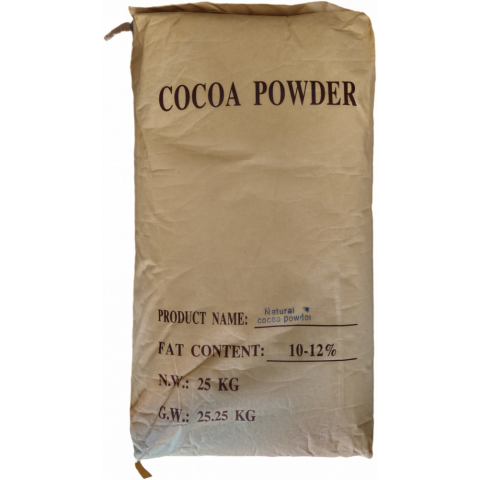 COCOA POWDER
PRODUCT NAME: Natural
cocoa powder
FAT CONTENT: 10-12%
N.W.: 25 KG
G.W.: 25.25 KG